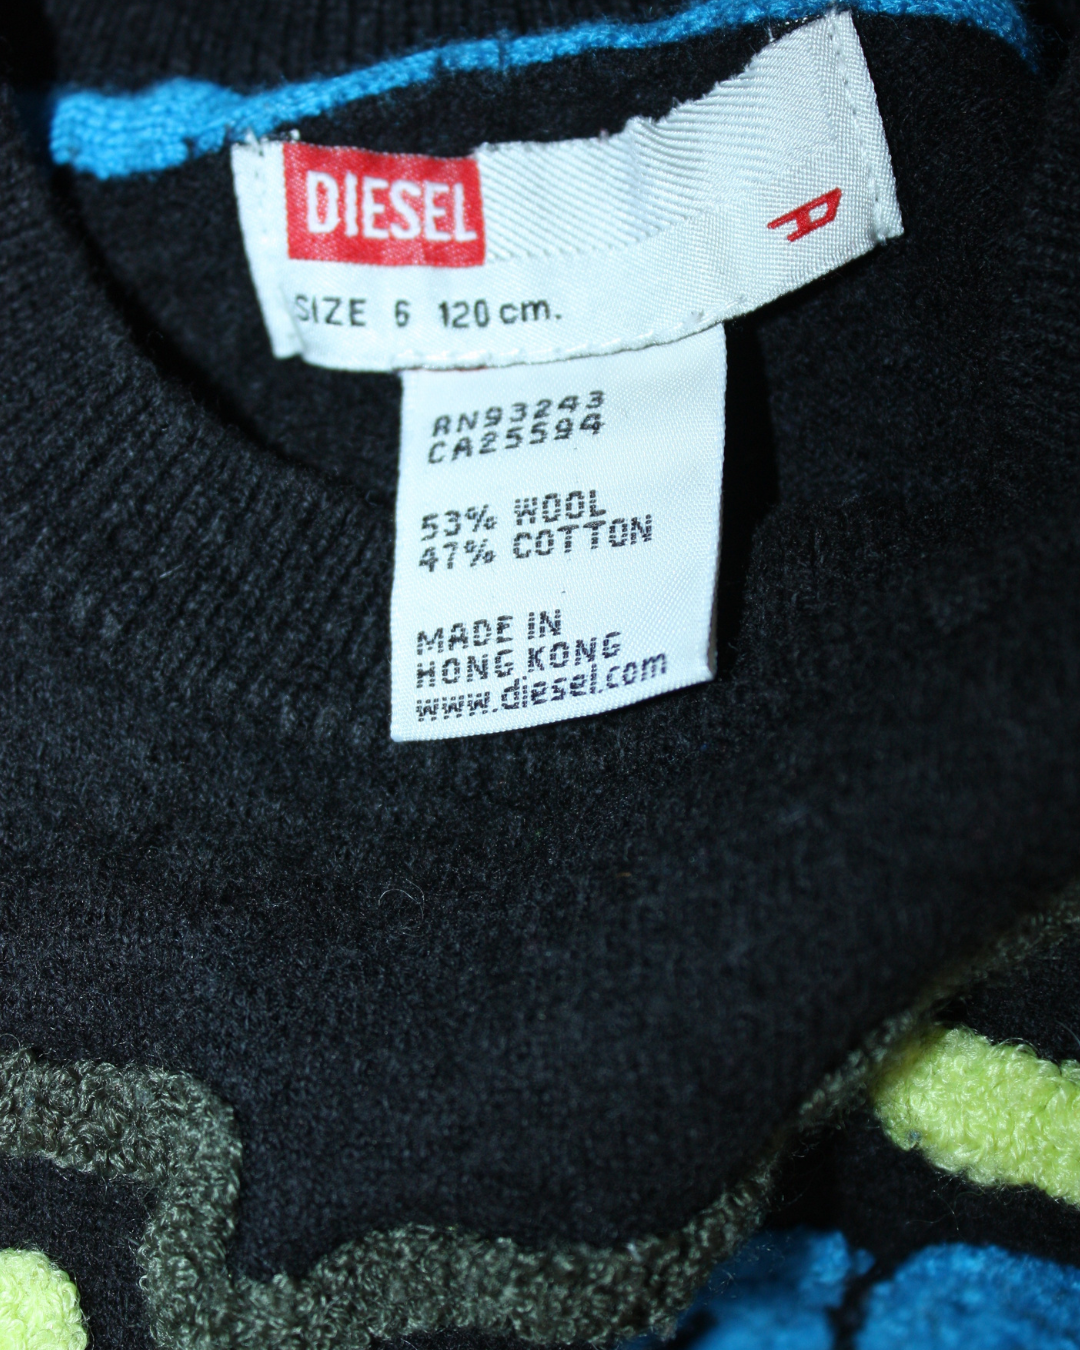 DIESEL
D
SIZE 6 120 cm.
RN93243
CA25594
53% WOOL
47% COTTON
MADE IN
HONG KONG
www.diesel.com